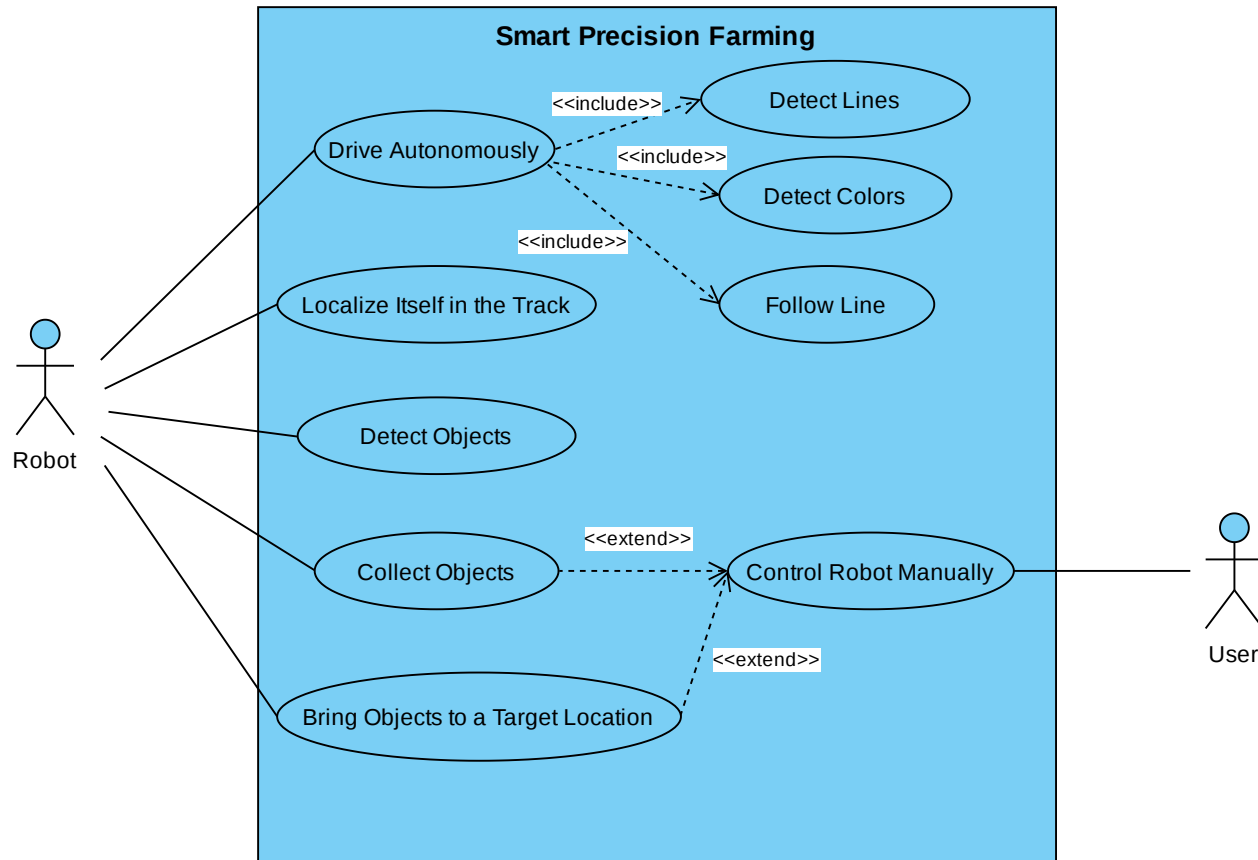 Smart Precision Farming
<<include>>
Detect Lines
Drive Autonomously
<<include>>
Detect Colors
<<include>>
Localize Itself in the Track
Follow Line
Robot
Detect Objects
<<extend>>
Collect Objects
Control Robot Manually
User
<<extend>>
Bring Objects to a Target Location